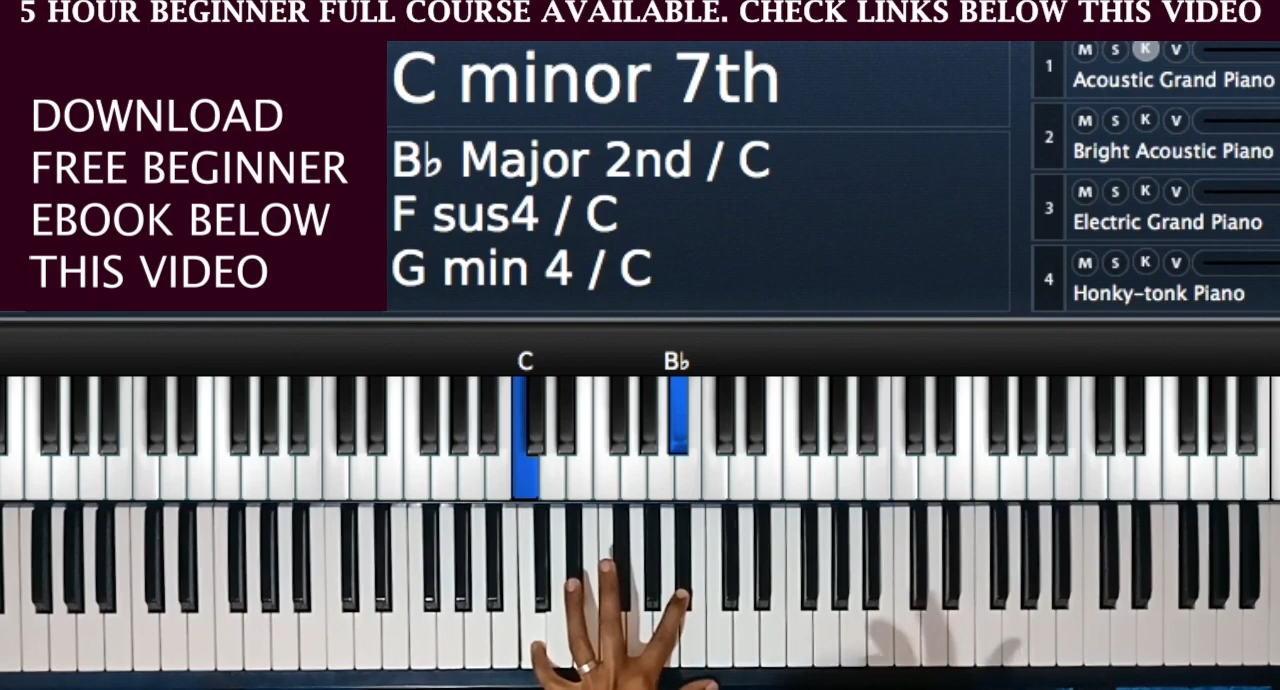 5 HOUR BEGINNER FULL COURSE AVAILABLE. CHECK LINKS BELOW THIS VIDEO
DOWNLOAD
FREE BEGINNER
EBOOK BELOW
THIS VIDEO
C minor 7th
B♭ Major 2nd / C
F sus4 / C
G min 4 / C
1
M S K V
Acoustic Grand Piano
2
M S K V
Bright Acoustic Piano
3
M S K V
Electric Grand Piano
4
M S K V
Honky-tonk Piano
C
B♭